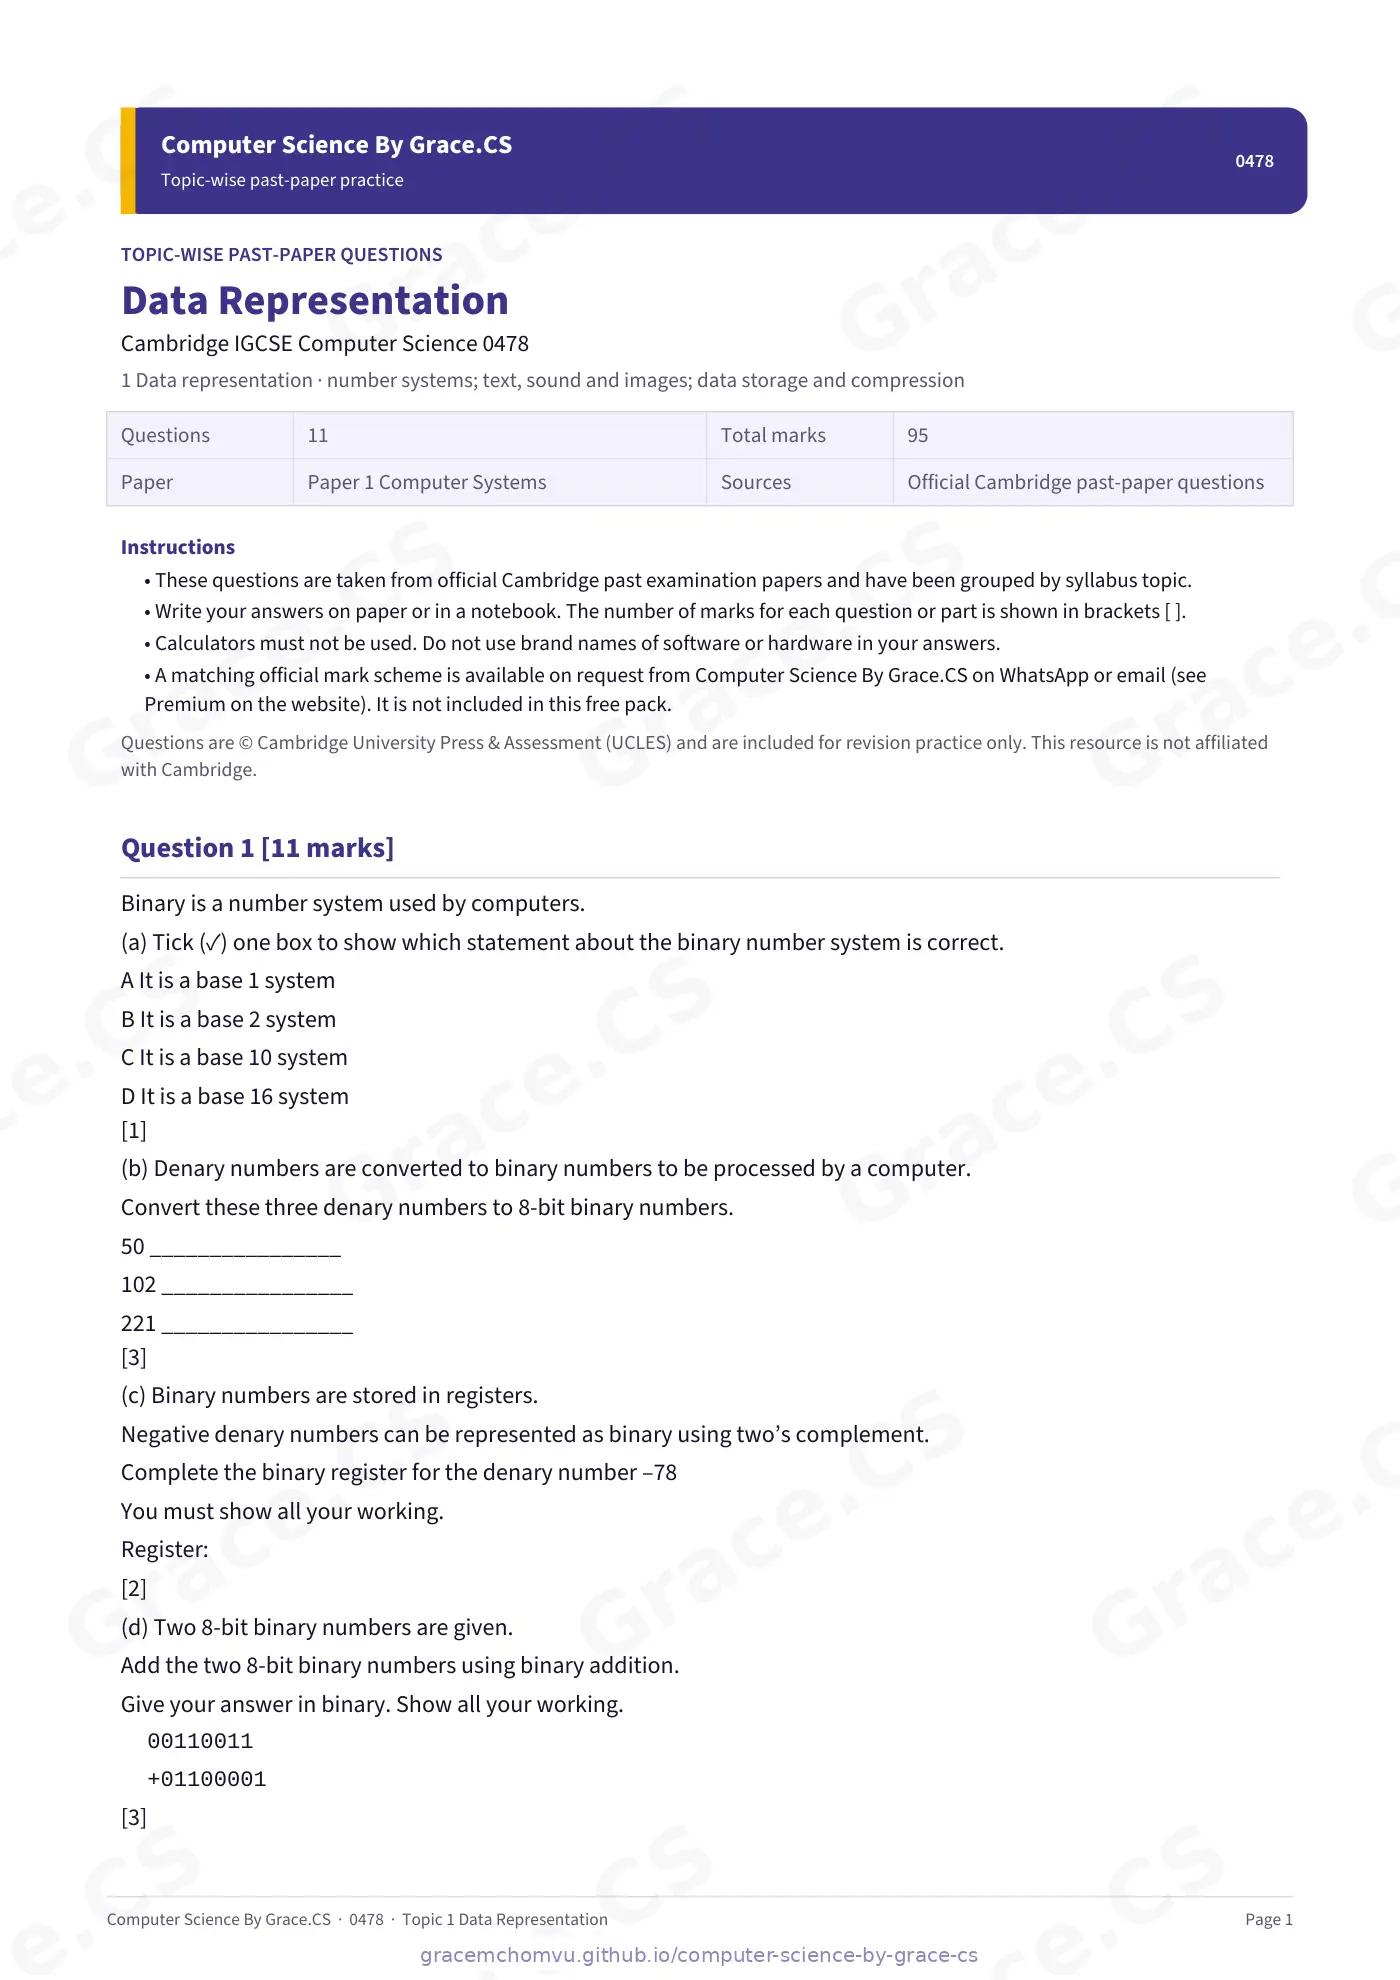 Computer Science By Grace.CS
Topic-wise past-paper practice
0478
TOPIC-WISE PAST-PAPER QUESTIONS
Data Representation
Cambridge IGCSE Computer Science 0478
1 Data representation · number systems; text, sound and images; data storage and compression
Questions 11 Total marks 95
Paper Paper 1 Computer Systems Sources Official Cambridge past-paper questions
Instructions
• These questions are taken from official Cambridge past examination papers and have been grouped by syllabus topic.
• Write your answers on paper or in a notebook. The number of marks for each question or part is shown in brackets [ ].
• Calculators must not be used. Do not use brand names of software or hardware in your answers.
• A matching official mark scheme is available on request from Computer Science By Grace.CS on WhatsApp or email (see
Premium on the website). It is not included in this free pack.
Questions are © Cambridge University Press & Assessment (UCLES) and are included for revision practice only. This resource is not affiliated
with Cambridge.
Question 1 [11 marks]
Binary is a number system used by computers.
(a) Tick (✓) one box to show which statement about the binary number system is correct.
A It is a base 1 system
B It is a base 2 system
C It is a base 10 system
D It is a base 16 system
[1]
(b) Denary numbers are converted to binary numbers to be processed by a computer.
Convert these three denary numbers to 8-bit binary numbers.
50 ________________
102 ________________
221 ________________
[3]
(c) Binary numbers are stored in registers.
Negative denary numbers can be represented as binary using two’s complement.
Complete the binary register for the denary number –78
You must show all your working.
Register:
[2]
(d) Two 8-bit binary numbers are given.
Add the two 8-bit binary numbers using binary addition.
Give your answer in binary. Show all your working.
00110011
+01100001
[3]
Computer Science By Grace.CS · 0478 · Topic 1 Data Representation
Page 1
gracemchomvu.github.io/computer-science-by-grace-cs